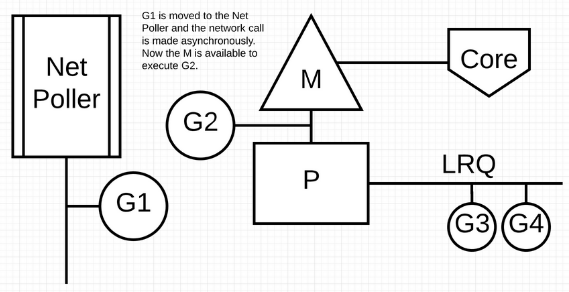 G1 is moved to the Net
Poller and the network call
is made asynchronously.
Now the M is available to
execute G2.
Net
Poller
M
Core
G2
P
LRQ
G1
G3
G4